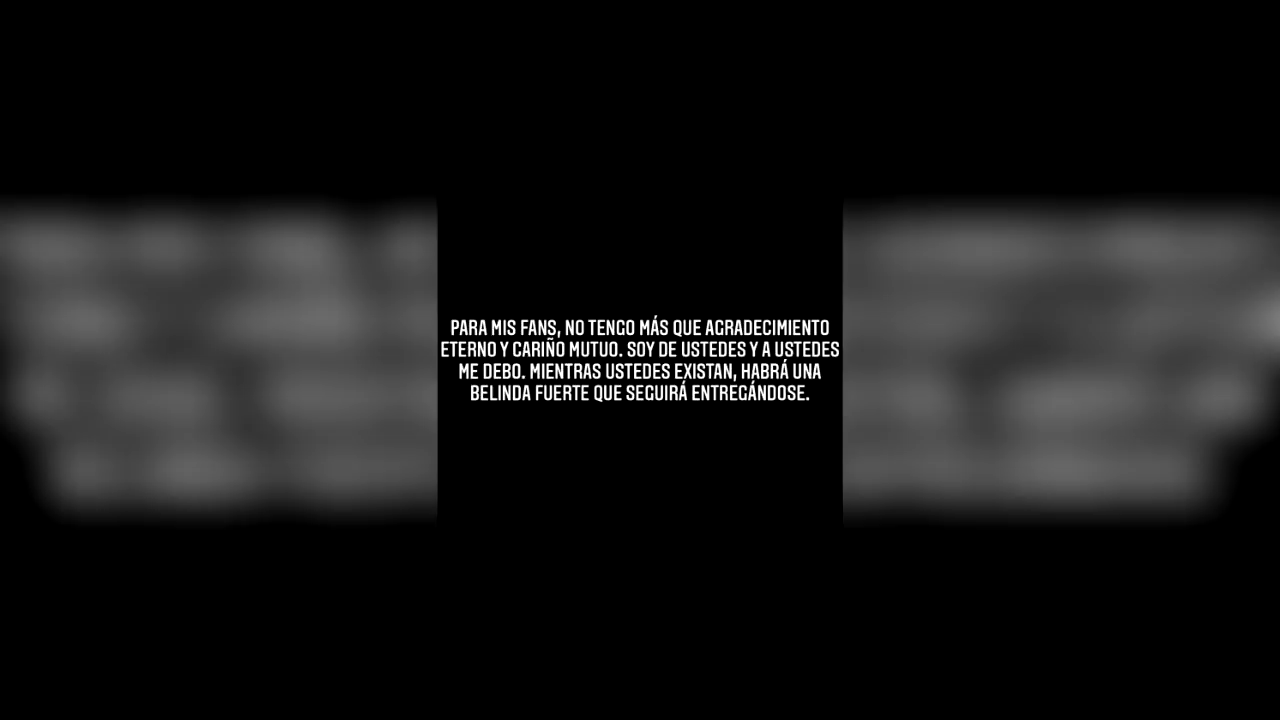 PARA MIS FANS, NO TENGO MÁS QUE AGRADECIMIENTO
ETERNO Y CARIÑO MUTUO. SOY DE USTEDES Y A USTEDES
ME DEBO. MIENTRAS USTEDES EXISTAN, HABRÁ UNA
BELINDA FUERTE QUE SEGUIRÁ ENTREGÁNDOSE.